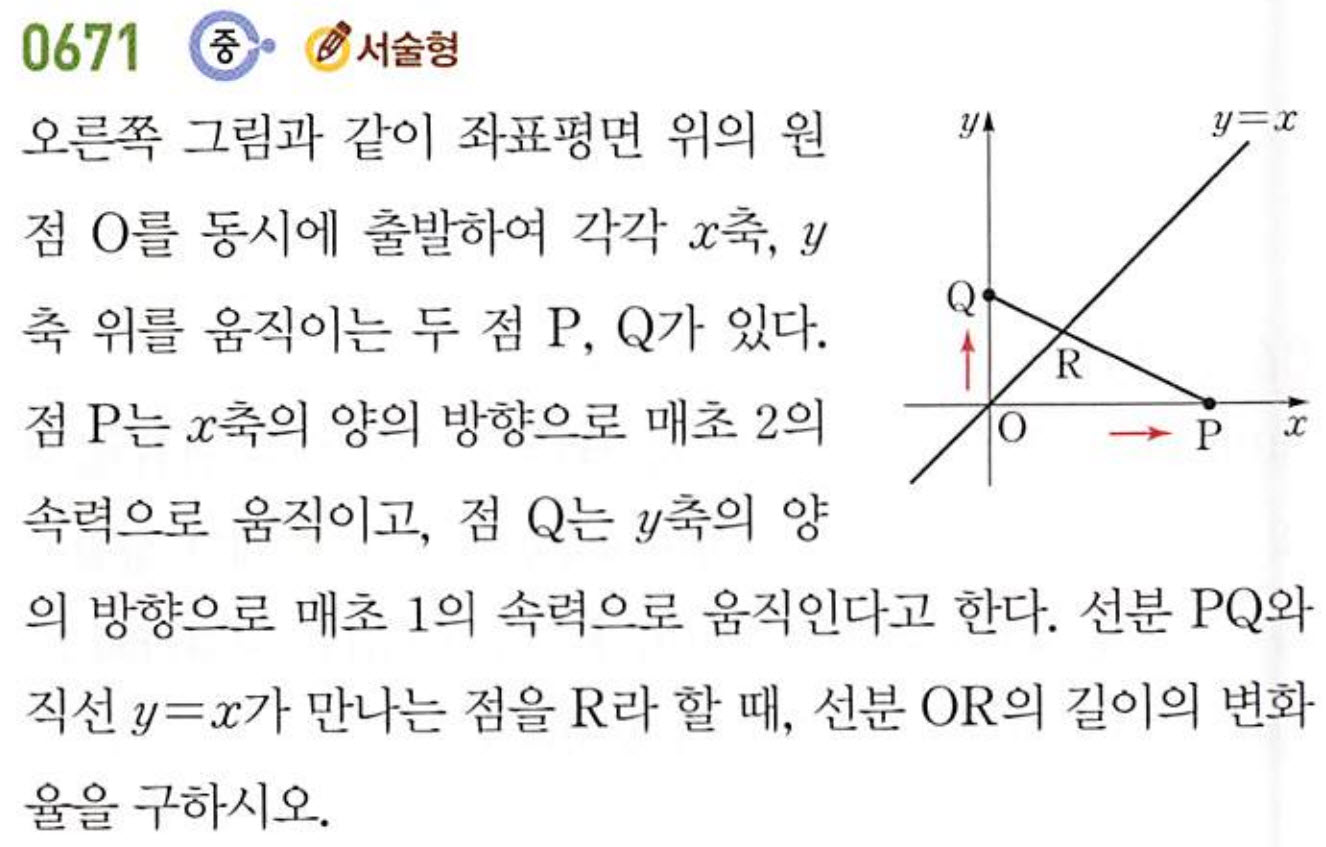 0671 중 서술형
오른쪽 그림과 같이 좌표평면 위의 원
점 O를 동시에 출발하여 각각 x축, y
축 위를 움직이는 두 점 P, Q가 있다.
점 P는 x축의 양의 방향으로 매초 2의
속력으로 움직이고, 점 Q는 y축의 양
의 방향으로 매초 1의 속력으로 움직인다고 한다. 선분 PQ와
직선 y=x가 만나는 점을 R라 할 때, 선분 OR의 길이의 변화
율을 구하시오.
y
y=x
Q
R
O
P
x